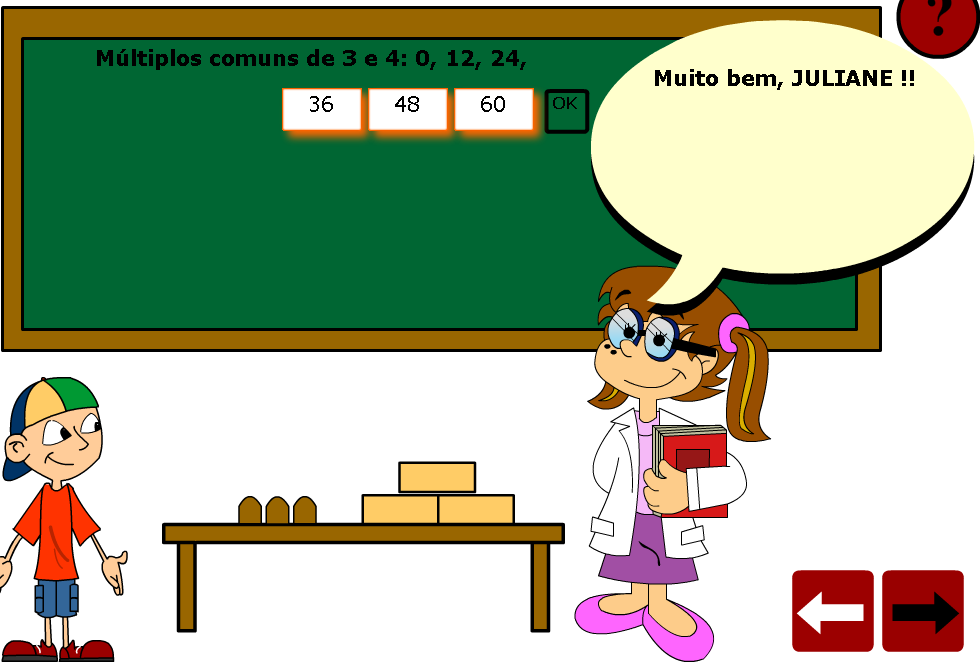 ?
Múltiplos comuns de 3 e 4: 0, 12, 24,
Muito bem, JULIANE !!
36 48 60 OK